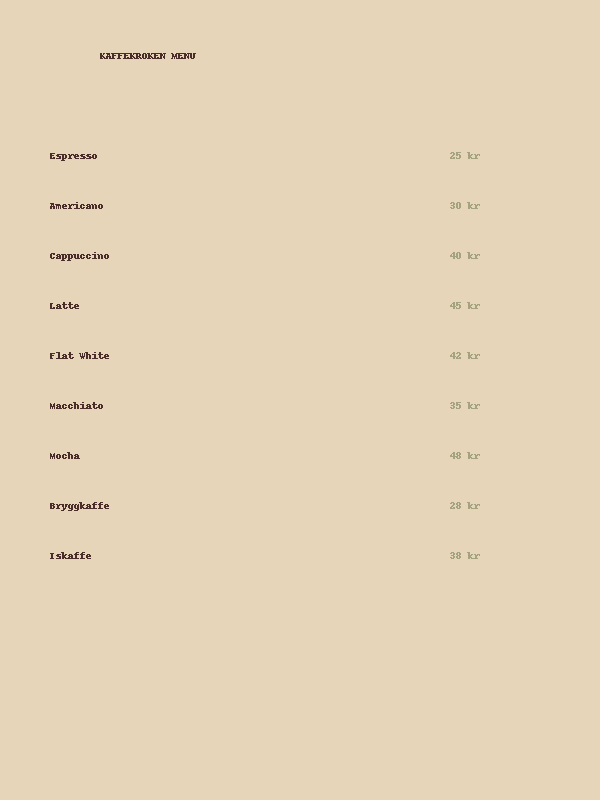 KAFFEKROKEN MENU
Espresso 25 kr
Americano 30 kr
Cappuccino 40 kr
Latte 45 kr
Flat White 42 kr
Macchiato 35 kr
Mocha 48 kr
Bryggkaffe 28 kr
Iskaffe 38 kr